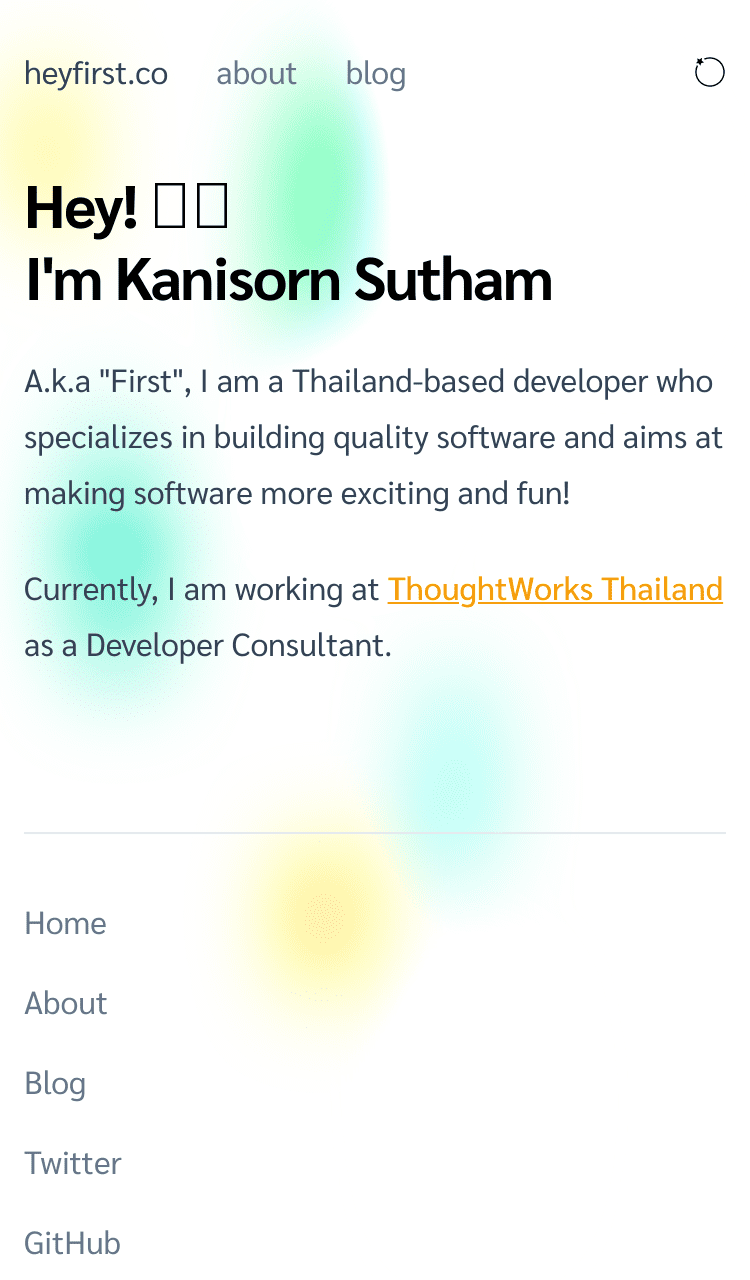 heyfirst.co about blog
Hey!
I'm Kanisorn Sutham
A.k.a "First", I am a Thailand-based developer who
specializes in building quality software and aims at
making software more exciting and fun!
Currently, I am working at ThoughtWorks Thailand
as a Developer Consultant.
Home
About
Blog
Twitter
GitHub